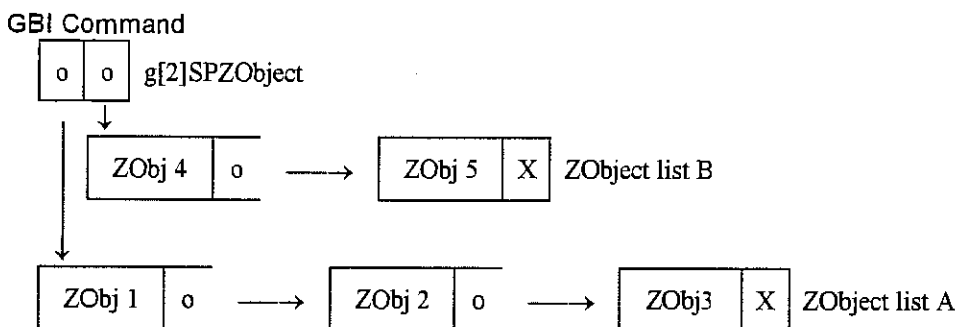 GBI Command
o o g[2]SPZObject
ZObj 4 o ZObj 5 X ZObject list B
ZObj 1 o ZObj 2 o ZObj3 X ZObject list A